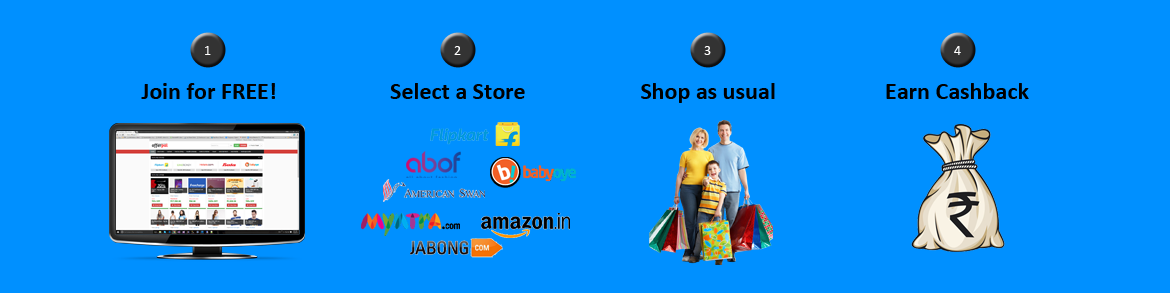 1
Join for FREE!
2
Select a Store
Flipkart
abof
babyoye
AMERICAN SWAN
Myntra.com
amazon.in
JABONG.COM
3
Shop as usual
4
Earn Cashback
₹